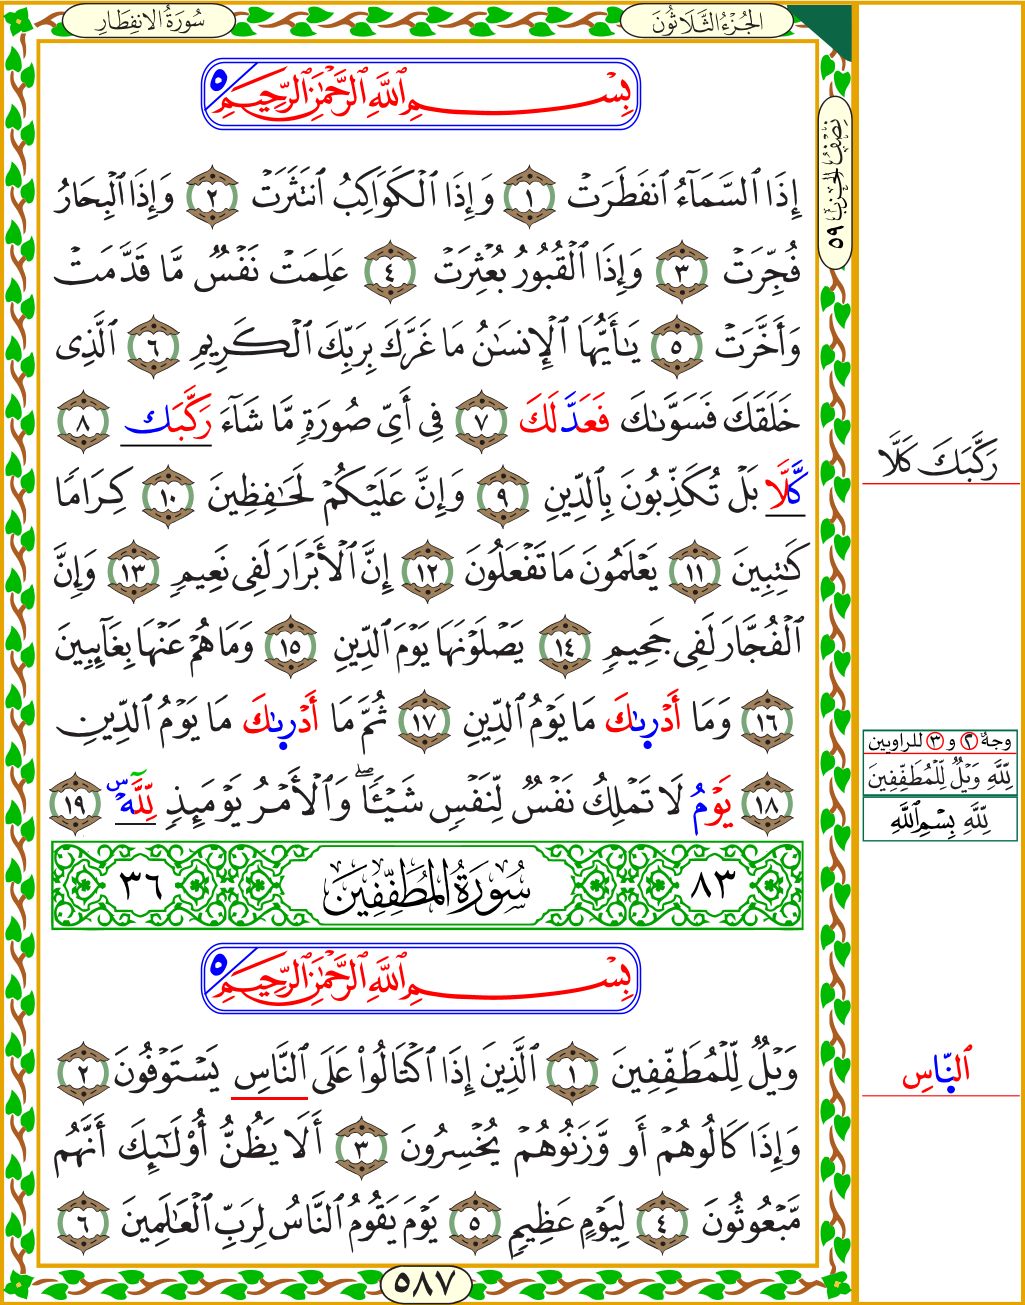 سُورَةُ الانفِطَارِ
الجُزْءُ الثَّلَاثُونَ
نِصْفُ الحِزْبِ ٥٩
بِسْمِ ٱللَّهِ ٱلرَّحْمَٰنِ ٱلرَّحِيمِ ٥
إِذَا ٱلسَّمَآءُ ٱنفَطَرَتْ ١ وَإِذَا ٱلْكَوَاكِبُ ٱنتَثَرَتْ ٢ وَإِذَا ٱلْبِحَارُ
فُجِّرَتْ ٣ وَإِذَا ٱلْقُبُورُ بُعْثِرَتْ ٤ عَلِمَتْ نَفْسٌ مَّا قَدَّمَتْ
وَأَخَّرَتْ ٥ يَٰٓأَيُّهَا ٱلْإِنسَٰنُ مَا غَرَّكَ بِرَبِّكَ ٱلْكَرِيمِ ٦ ٱلَّذِى
خَلَقَكَ فَسَوَّىٰكَ فَعَدَّلَكَ ٧ فِىٓ أَىِّ صُورَةٍ مَّا شَآءَ رَكَّبَك ٨
كَّلَّا بَلْ تُكَذِّبُونَ بِٱلدِّينِ ٩ وَإِنَّ عَلَيْكُمْ لَحَٰفِظِينَ ١٠ كِرَامًا
كَٰتِبِينَ ١١ يَعْلَمُونَ مَا تَفْعَلُونَ ١٢ إِنَّ ٱلْأَبْرَارَ لَفِى نَعِيمٍ ١٣ وَإِنَّ
ٱلْفُجَّارَ لَفِى جَحِيمٍ ١٤ يَصْلَوْنَهَا يَوْمَ ٱلدِّينِ ١٥ وَمَا هُمْ عَنْهَا بِغَآئِبِينَ
١٦ وَمَآ أَدْرِىٰكَ مَا يَوْمُ ٱلدِّينِ ١٧ ثُمَّ مَآ أَدْرِىٰكَ مَا يَوْمُ ٱلدِّينِ
١٨ يَوْمُ لَا تَمْلِكُ نَفْسٌ لِّنَفْسٍ شَيْـًٔا ۖ وَٱلْأَمْرُ يَوْمَئِذٍ لِّلَّهِ ١٩
٨٣ سُورَةُ المُطَفِّفِينَ ٣٦
بِسْمِ ٱللَّهِ ٱلرَّحْمَٰنِ ٱلرَّحِيمِ ٥
وَيْلٌ لِّلْمُطَفِّفِينَ ١ ٱلَّذِينَ إِذَا ٱكْتَالُوا۟ عَلَى ٱلنَّاسِ يَسْتَوْفُونَ ٢
وَإِذَا كَالُوهُمْ أَو وَّزَنُوهُمْ يُخْسِرُونَ ٣ أَلَا يَظُنُّ أُو۟لَٰٓئِكَ أَنَّهُم
مَّبْعُوثُونَ ٤ لِيَوْمٍ عَظِيمٍ ٥ يَوْمَ يَقُومُ ٱلنَّاسُ لِرَبِّ ٱلْعَٰلَمِينَ ٦
٥٨٧
رَكَّبَكَ كَلَّا
وجهٌ ٢ و ٣ للراويين
لِّلَّهِ وَيْلٌ لِّلْمُطَفِّفِينَ
لِّلَّهِ بِسْمِ ٱللَّهِ
ٱلنَّاسِ